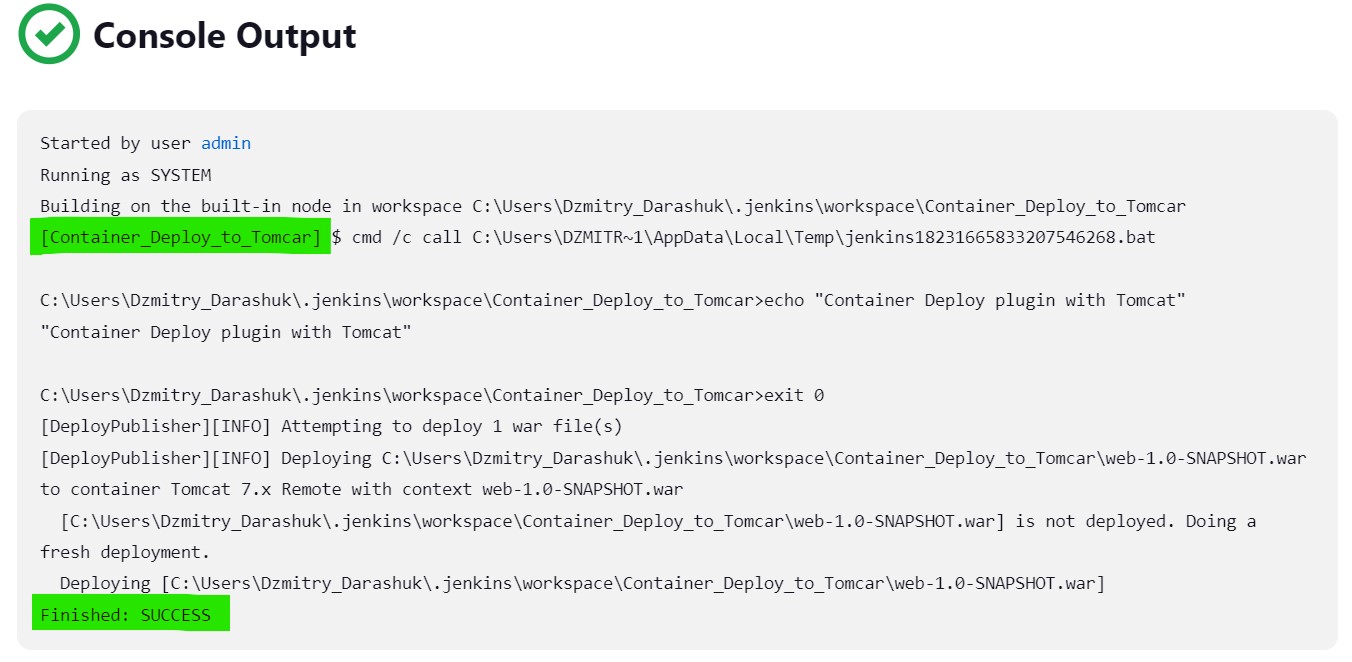 Console Output
Started by user admin
Running as SYSTEM
Building on the built-in node in workspace C:\Users\Dzmitry_Darashuk\.jenkins\workspace\Container_Deploy_to_Tomcar
[Container_Deploy_to_Tomcar] $ cmd /c call C:\Users\DZMITR~1\AppData\Local\Temp\jenkins18231665833207546268.bat
C:\Users\Dzmitry_Darashuk\.jenkins\workspace\Container_Deploy_to_Tomcar>echo "Container Deploy plugin with Tomcat"
"Container Deploy plugin with Tomcat"
C:\Users\Dzmitry_Darashuk\.jenkins\workspace\Container_Deploy_to_Tomcar>exit 0
[DeployPublisher][INFO] Attempting to deploy 1 war file(s)
[DeployPublisher][INFO] Deploying C:\Users\Dzmitry_Darashuk\.jenkins\workspace\Container_Deploy_to_Tomcar\web-1.0-SNAPSHOT.war
to container Tomcat 7.x Remote with context web-1.0-SNAPSHOT.war
[C:\Users\Dzmitry_Darashuk\.jenkins\workspace\Container_Deploy_to_Tomcar\web-1.0-SNAPSHOT.war] is not deployed. Doing a
fresh deployment.
Deploying [C:\Users\Dzmitry_Darashuk\.jenkins\workspace\Container_Deploy_to_Tomcar\web-1.0-SNAPSHOT.war]
Finished: SUCCESS